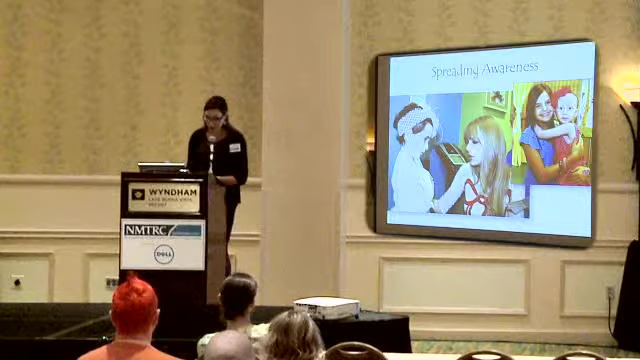 Spreading Awareness
WYNDHAM
LAKE BUENA VISTA
RESORT
NMTRC
DELL